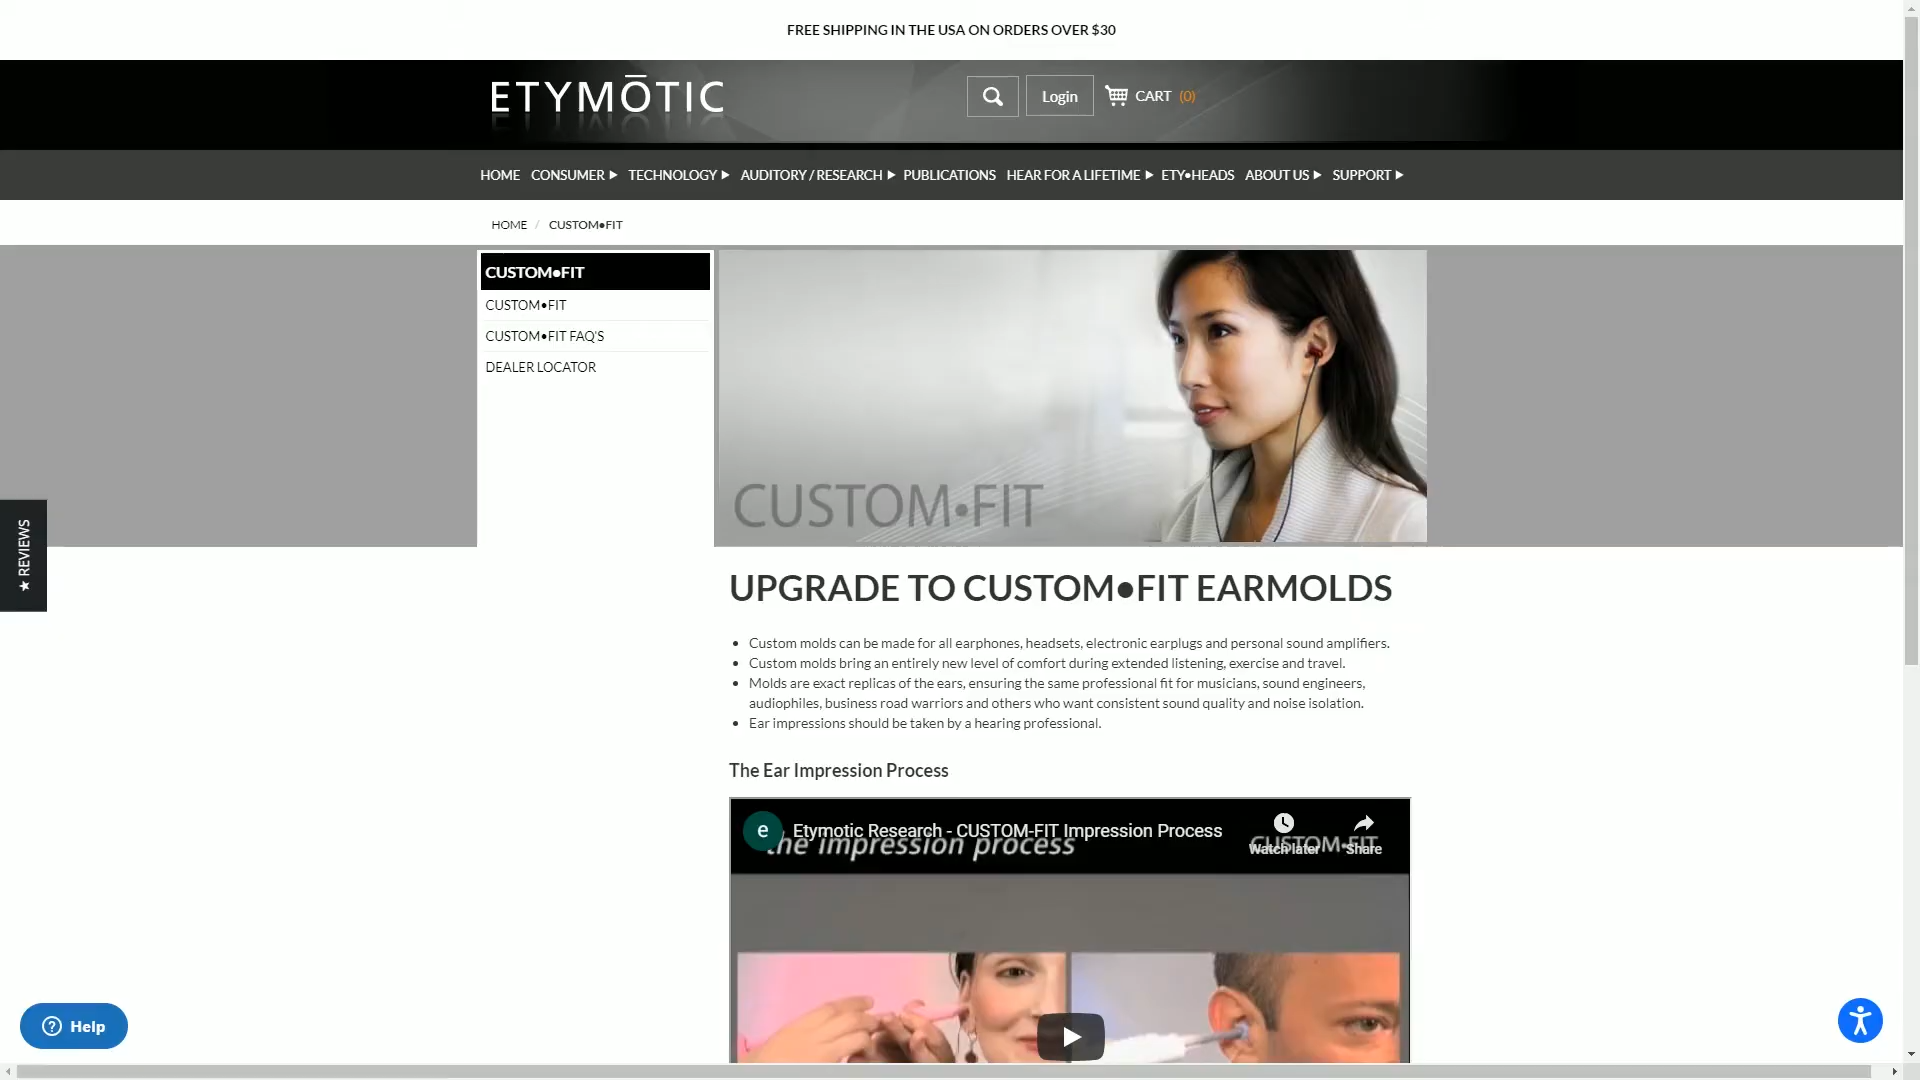 FREE SHIPPING IN THE USA ON ORDERS OVER $30
ETYMŌTIC
Login
CART (0)
HOME CONSUMER TECHNOLOGY AUDITORY / RESEARCH PUBLICATIONS HEAR FOR A LIFETIME ETY•HEADS ABOUT US SUPPORT
HOME / CUSTOM•FIT
CUSTOM•FIT
CUSTOM•FIT
CUSTOM•FIT FAQ'S
DEALER LOCATOR
CUSTOM•FIT
★ REVIEWS
UPGRADE TO CUSTOM•FIT EARMOLDS
• Custom molds can be made for all earphones, headsets, electronic earplugs and personal sound amplifiers.
• Custom molds bring an entirely new level of comfort during extended listening, exercise and travel.
• Molds are exact replicas of the ears, ensuring the same professional fit for musicians, sound engineers,
audiophiles, business road warriors and others who want consistent sound quality and noise isolation.
• Ear impressions should be taken by a hearing professional.
The Ear Impression Process
e Etymotic Research - CUSTOM-FIT Impression Process
the impression process
CUSTOM•FIT
Watch later Share
Help